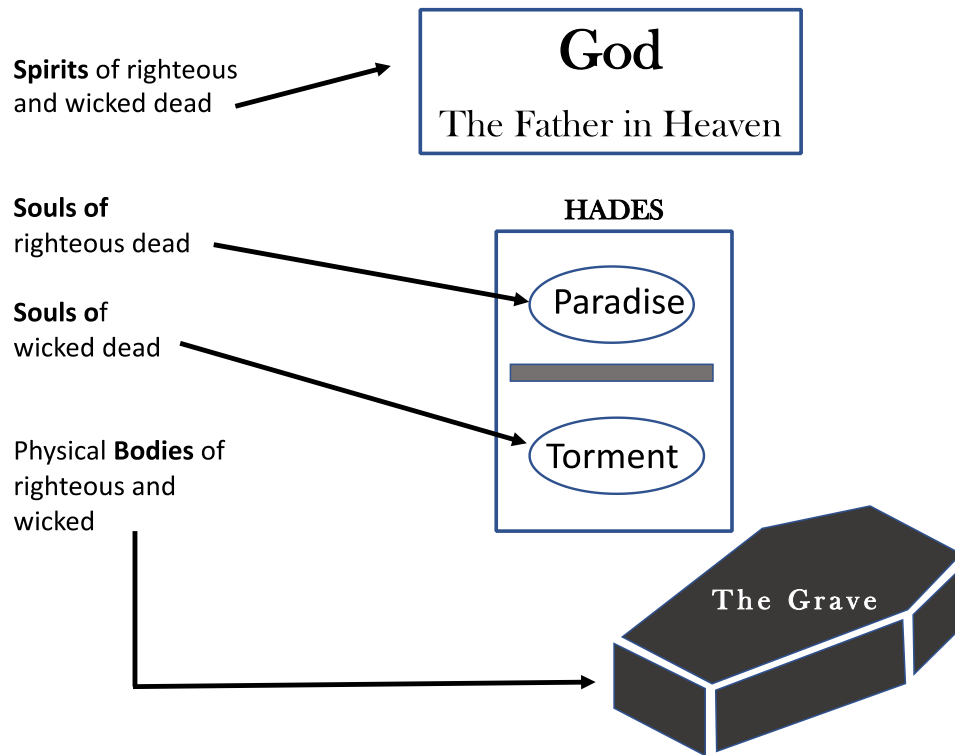 God
The Father in Heaven
Spirits of righteous
and wicked dead
Souls of
righteous dead
HADES
Paradise
Souls of
wicked dead
Torment
Physical Bodies of
righteous and
wicked
The Grave